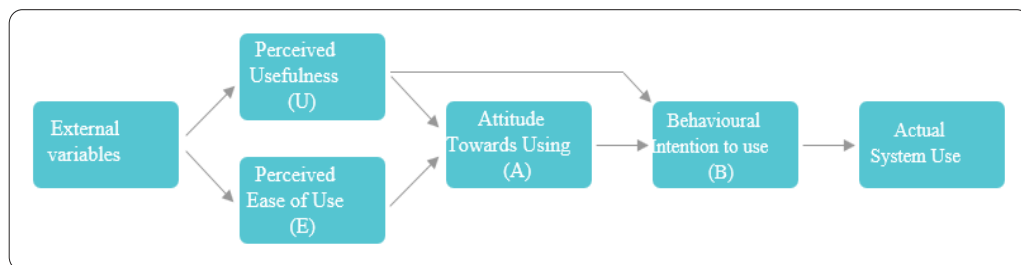 External
variables
Perceived
Usefulness
(U)
Perceived
Ease of Use
(E)
Attitude
Towards Using
(A)
Behavioural
Intention to use
(B)
Actual
System Use